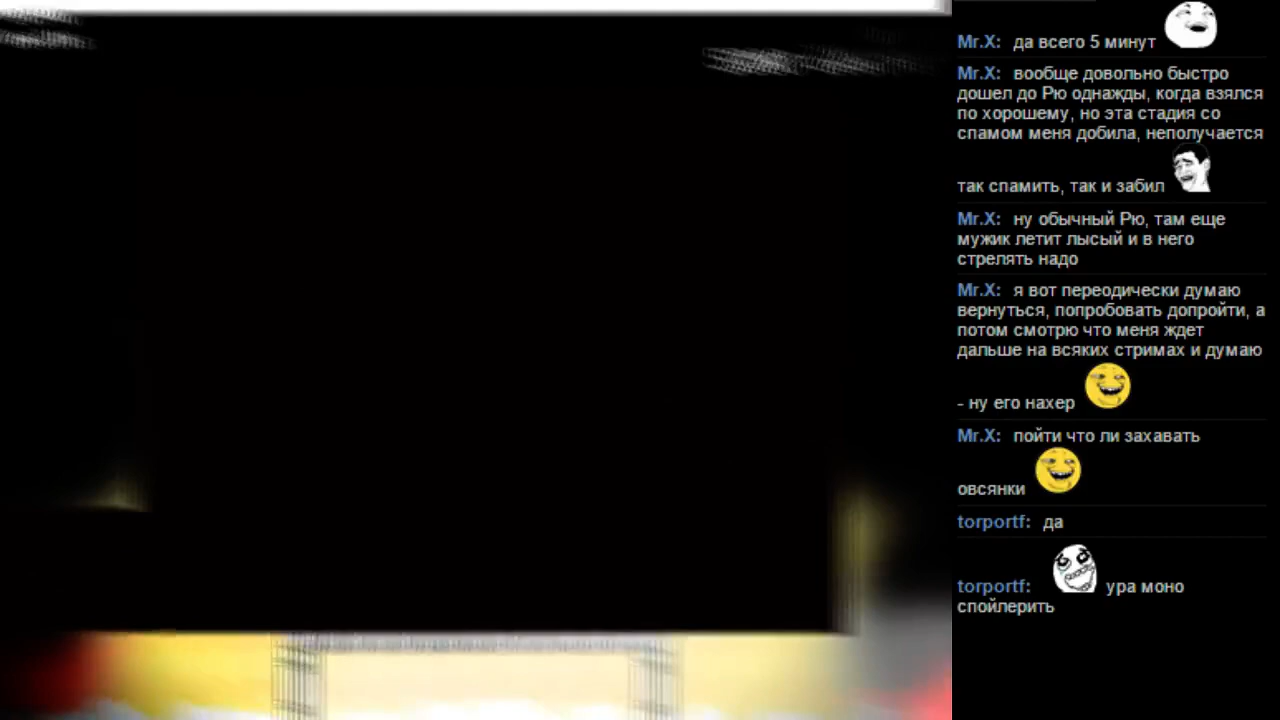 Mr.X: да всего 5 минут
Mr.X: вообще довольно быстро
дошел до Рю однажды, когда взялся
по хорошему, но эта стадия со
спамом меня добила, неполучается
так спамить, так и забил
Mr.X: ну обычный Рю, там еще
мужик летит лысый и в него
стрелять надо
Mr.X: я вот переодически думаю
вернуться, попробовать допройти, а
потом смотрю что меня ждет
дальше на всяких стримах и думаю
- ну его нахер
Mr.X: пойти что ли захавать
овсянки
torportf: да
torportf: ура моно
спойлерить